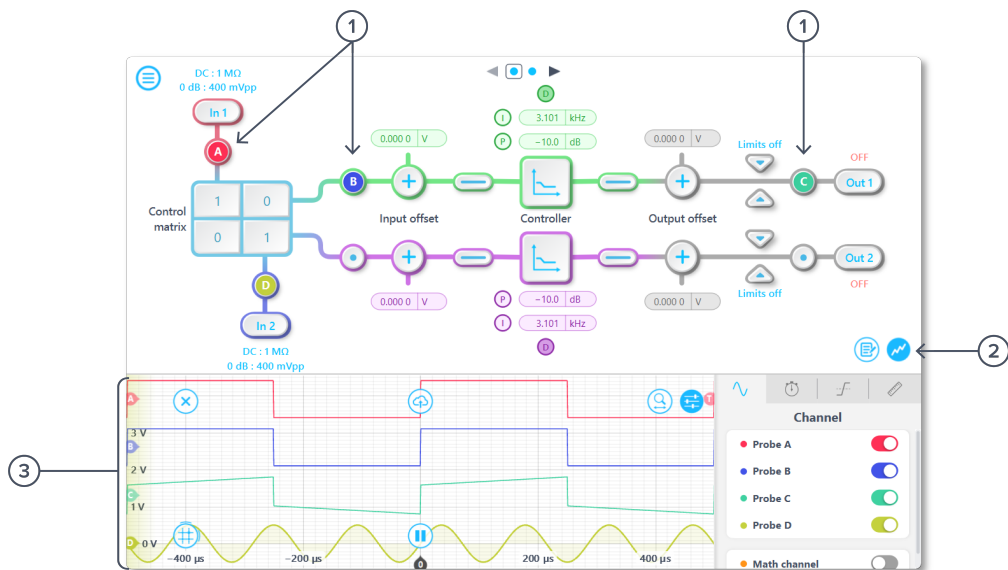 1
1
DC : 1 MΩ
0 dB : 400 mVpp
In 1
A
D
I
3.101 kHz
P
−10.0 dB
0.000 0 V
0.000 0 V
Limits off
OFF
B
C
Out 1
1 0
0 1
Control
matrix
Input offset
Controller
Output offset
Out 2
D
In 2
0.000 0 V
P
−10.0 dB
I
3.101 kHz
D
0.000 0 V
Limits off
OFF
DC : 1 MΩ
0 dB : 400 mVpp
2
3
A
T
3 V
B
2 V
C
1 V
D
0 V
−400 µs
−200 µs
0
200 µs
400 µs
Channel
Probe A
Probe B
Probe C
Probe D
Math channel